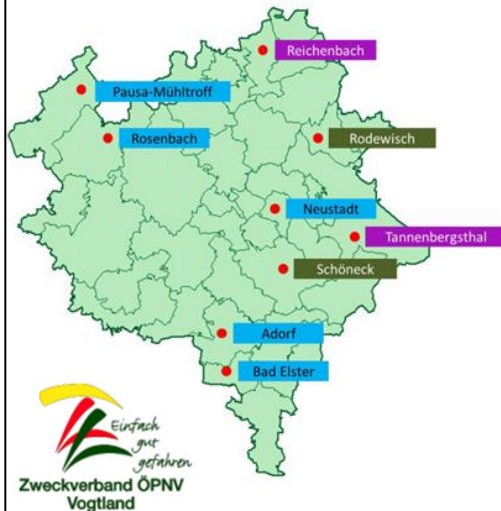 Reichenbach
Pausa-Mühltroff
Rosenbach
Rodewisch
Neustadt
Tannenbergsthal
Schöneck
Adorf
Bad Elster
Einfach
gut
gefahren
Zweckverband ÖPNV
Vogtland